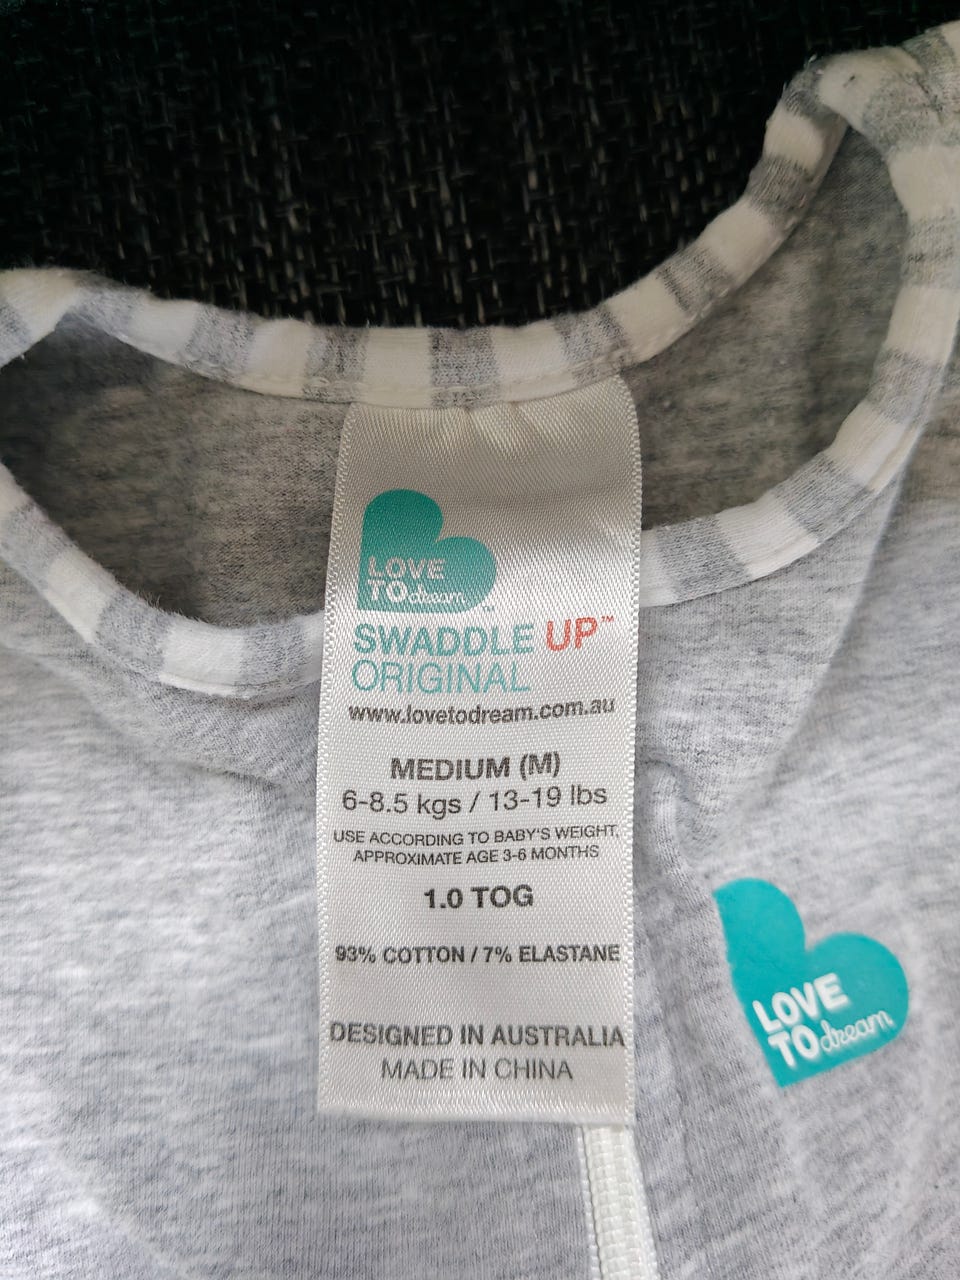 LOVE
TO dream™
SWADDLE UP™
ORIGINAL
www.lovetodream.com.au
MEDIUM (M)
6-8.5 kgs / 13-19 lbs
USE ACCORDING TO BABY'S WEIGHT,
APPROXIMATE AGE 3-6 MONTHS
1.0 TOG
93% COTTON / 7% ELASTANE
DESIGNED IN AUSTRALIA
MADE IN CHINA
LOVE
TO dream